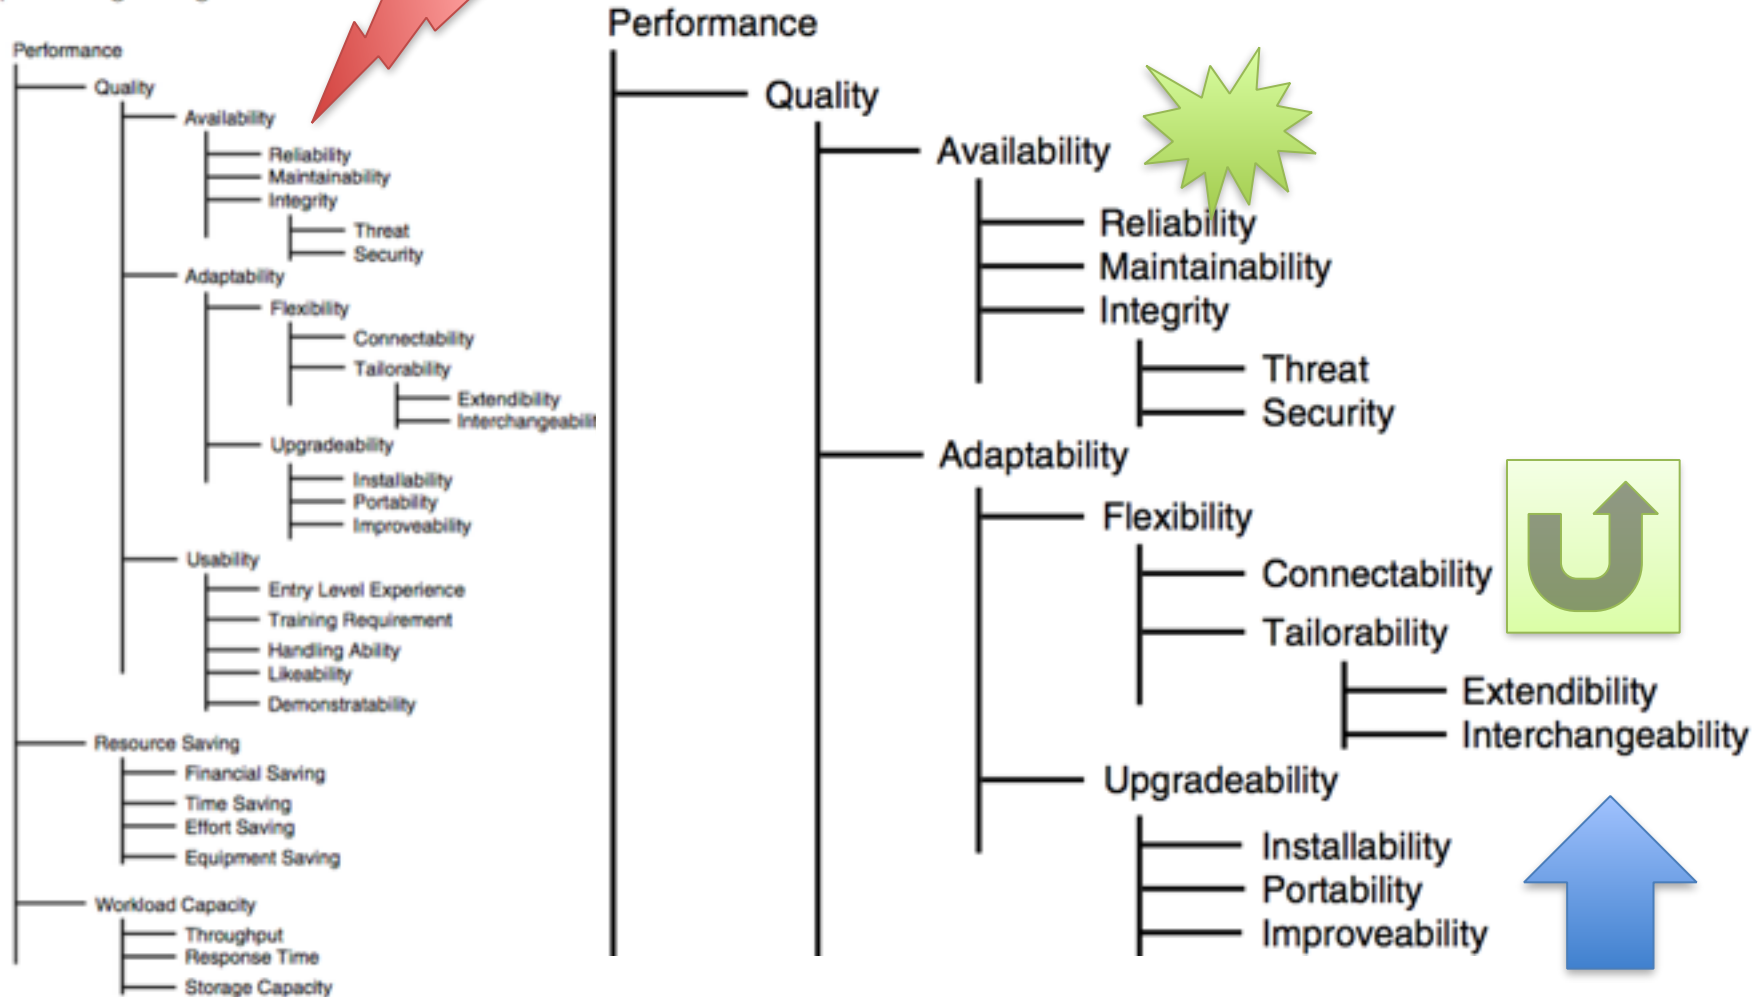 Performance
Quality
Availability
Reliability
Maintainability
Integrity
Threat
Security
Adaptability
Flexibility
Connectability
Tailorability
Extendibility
Interchangeabilit
Upgradeability
Installability
Portability
Improveability
Usability
Entry Level Experience
Training Requirement
Handling Ability
Likeability
Demonstratability
Resource Saving
Financial Saving
Time Saving
Effort Saving
Equipment Saving
Workload Capacity
Throughput
Response Time
Storage Capacity
Performance
Quality
Availability
Reliability
Maintainability
Integrity
Threat
Security
Adaptability
Flexibility
Connectability
Tailorability
Extendibility
Interchangeability
Upgradeability
Installability
Portability
Improveability